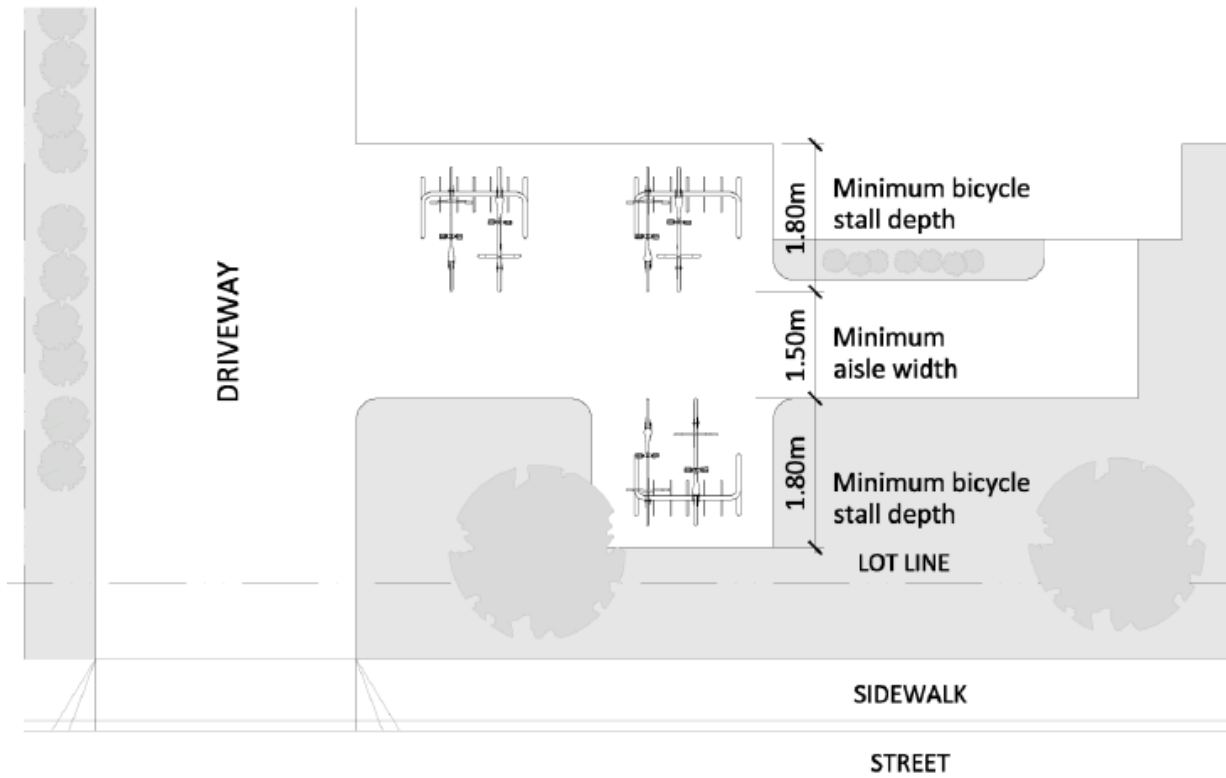 1.80m
Minimum bicycle
stall depth
DRIVEWAY
1.50m
Minimum
aisle width
1.80m
Minimum bicycle
stall depth
LOT LINE
SIDEWALK
STREET